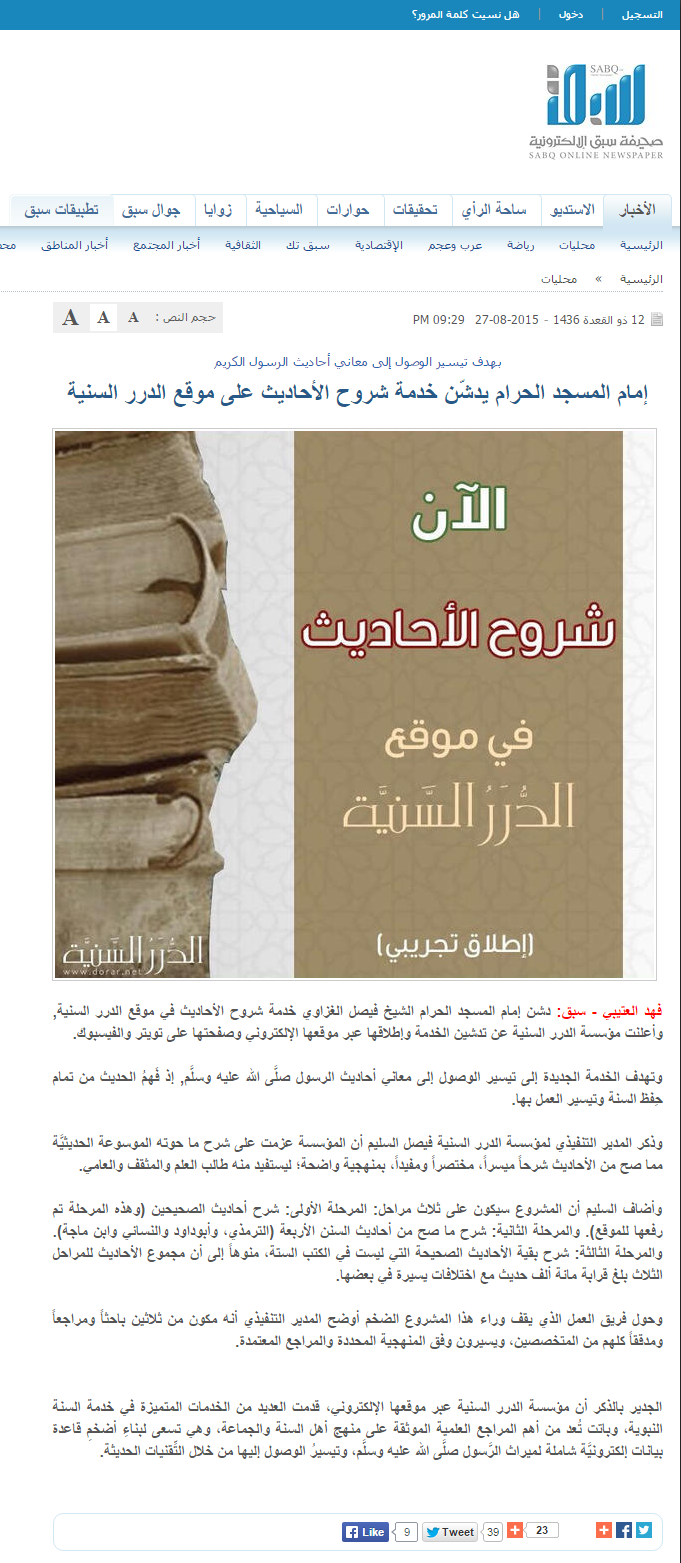 التسجيل | دخول | هل نسيت كلمة المرور؟
سبق
SABQ
صحيفة سبق الإلكترونية
SABQ ONLINE NEWSPAPER
الأخبار الاستديو ساحة الرأي تحقيقات حوارات السياحية زوايا جوال سبق تطبيقات سبق
الرئيسية محليات رياضة عرب وعجم الإقتصادية سبق تك الثقافية أخبار المجتمع أخبار المناطق
الرئيسية » محليات
12 ذو القعدة 1436 - 27-08-2015 09:29 PM
حجم النص : A A A
بهدف تيسير الوصول إلى معاني أحاديث الرسول الكريم
إمام المسجد الحرام يدشّن خدمة شروح الأحاديث على موقع الدرر السنية
الآن
شروح الأحاديث
في موقع
الدُّرَرُ السَّنِيَّة
(إطلاق تجريبي)
الدُّرَرُ السَّنِيَّة
www.dorar.net
فهد العتيبي - سبق: دشن إمام المسجد الحرام الشيخ فيصل الغزاوي خدمة شروح الأحاديث في موقع الدرر السنية,
وأعلنت مؤسسة الدرر السنية عن تدشين الخدمة وإطلاقها عبر موقعها الإلكتروني وصفحتها على تويتر والفيسبوك.
وتهدف الخدمة الجديدة إلى تيسير الوصول إلى معاني أحاديث الرسول صلَّى الله عليه وسلَّم, إذ فَهمُ الحديث من تمام
حِفظ السنة وتيسير العمل بها.
وذكر المدير التنفيذي لمؤسسة الدرر السنية فيصل السليم أن المؤسسة عزمت على شرح ما حوته الموسوعة الحديثيَّة
مما صح من الأحاديث شرحاً ميسراً، مختصراً ومفيداً، بمنهجية واضحة؛ ليستفيد منه طالب العلم والمثقف والعامي.
وأضاف السليم أن المشروع سيكون على ثلاث مراحل: المرحلة الأولى: شرح أحاديث الصحيحين (وهذه المرحلة تم
رفعها للموقع). والمرحلة الثانية: شرح ما صح من أحاديث السنن الأربعة (الترمذي، وأبوداود والنسائي وابن ماجة).
والمرحلة الثالثة: شرح بقية الأحاديث الصحيحة التي ليست في الكتب الستة، منوهاً إلى أن مجموع الأحاديث للمراحل
الثلاث بلغ قرابة مائة ألف حديث مع اختلافات يسيرة في بعضها.
وحول فريق العمل الذي يقف وراء هذا المشروع الضخم أوضح المدير التنفيذي أنه مكون من ثلاثين باحثاً ومراجعاً
ومدققاً كلهم من المتخصصين، ويسيرون وفق المنهجية المحددة والمراجع المعتمدة.
الجدير بالذكر أن مؤسسة الدرر السنية عبر موقعها الإلكتروني، قدمت العديد من الخدمات المتميزة في خدمة السنة
النبوية، وباتت تُعد من أهم المراجع العلمية الموثقة على منهج أهل السنة والجماعة، وهي تسعى لبناءِ أضخمِ قاعدة
بيانات إلكترونيَّة شاملة لميراث الرَّسول صلَّى الله عليه وسلَّم، وتيسيرُ الوصول إليها من خلال التِّقنيات الحديثة.
Like 9 Tweet 39 23